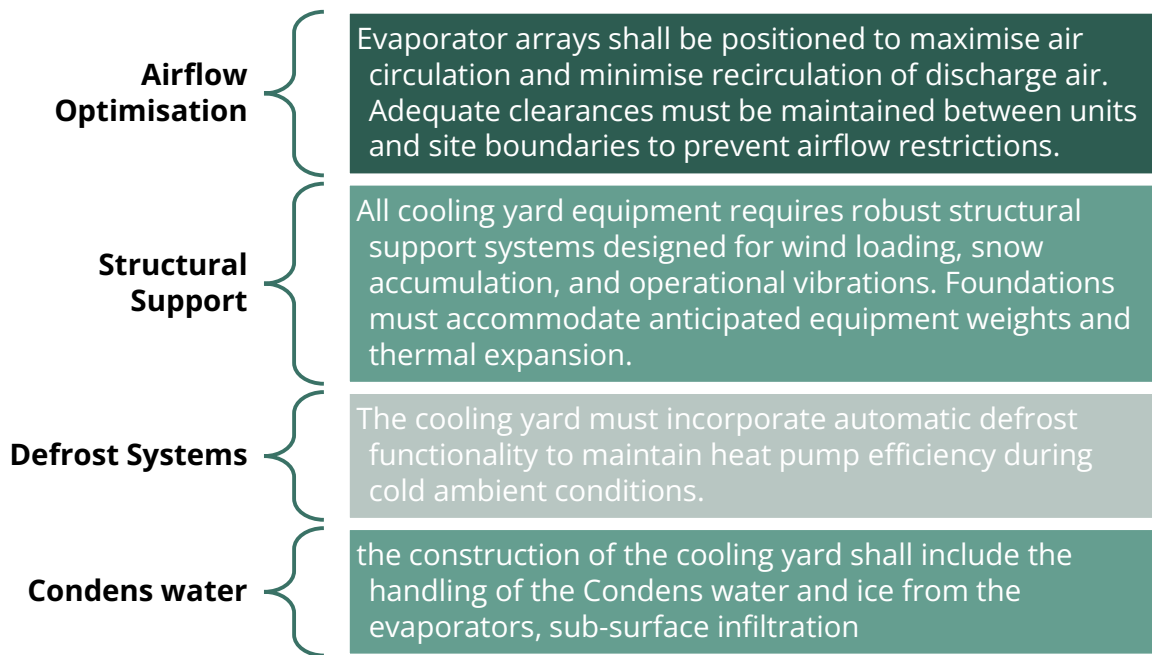 Airflow
Optimisation
Evaporator arrays shall be positioned to maximise air
circulation and minimise recirculation of discharge air.
Adequate clearances must be maintained between units
and site boundaries to prevent airflow restrictions.
Structural
Support
All cooling yard equipment requires robust structural
support systems designed for wind loading, snow
accumulation, and operational vibrations. Foundations
must accommodate anticipated equipment weights and
thermal expansion.
Defrost Systems
The cooling yard must incorporate automatic defrost
functionality to maintain heat pump efficiency during
cold ambient conditions.
Condens water
the construction of the cooling yard shall include the
handling of the Condens water and ice from the
evaporators, sub-surface infiltration